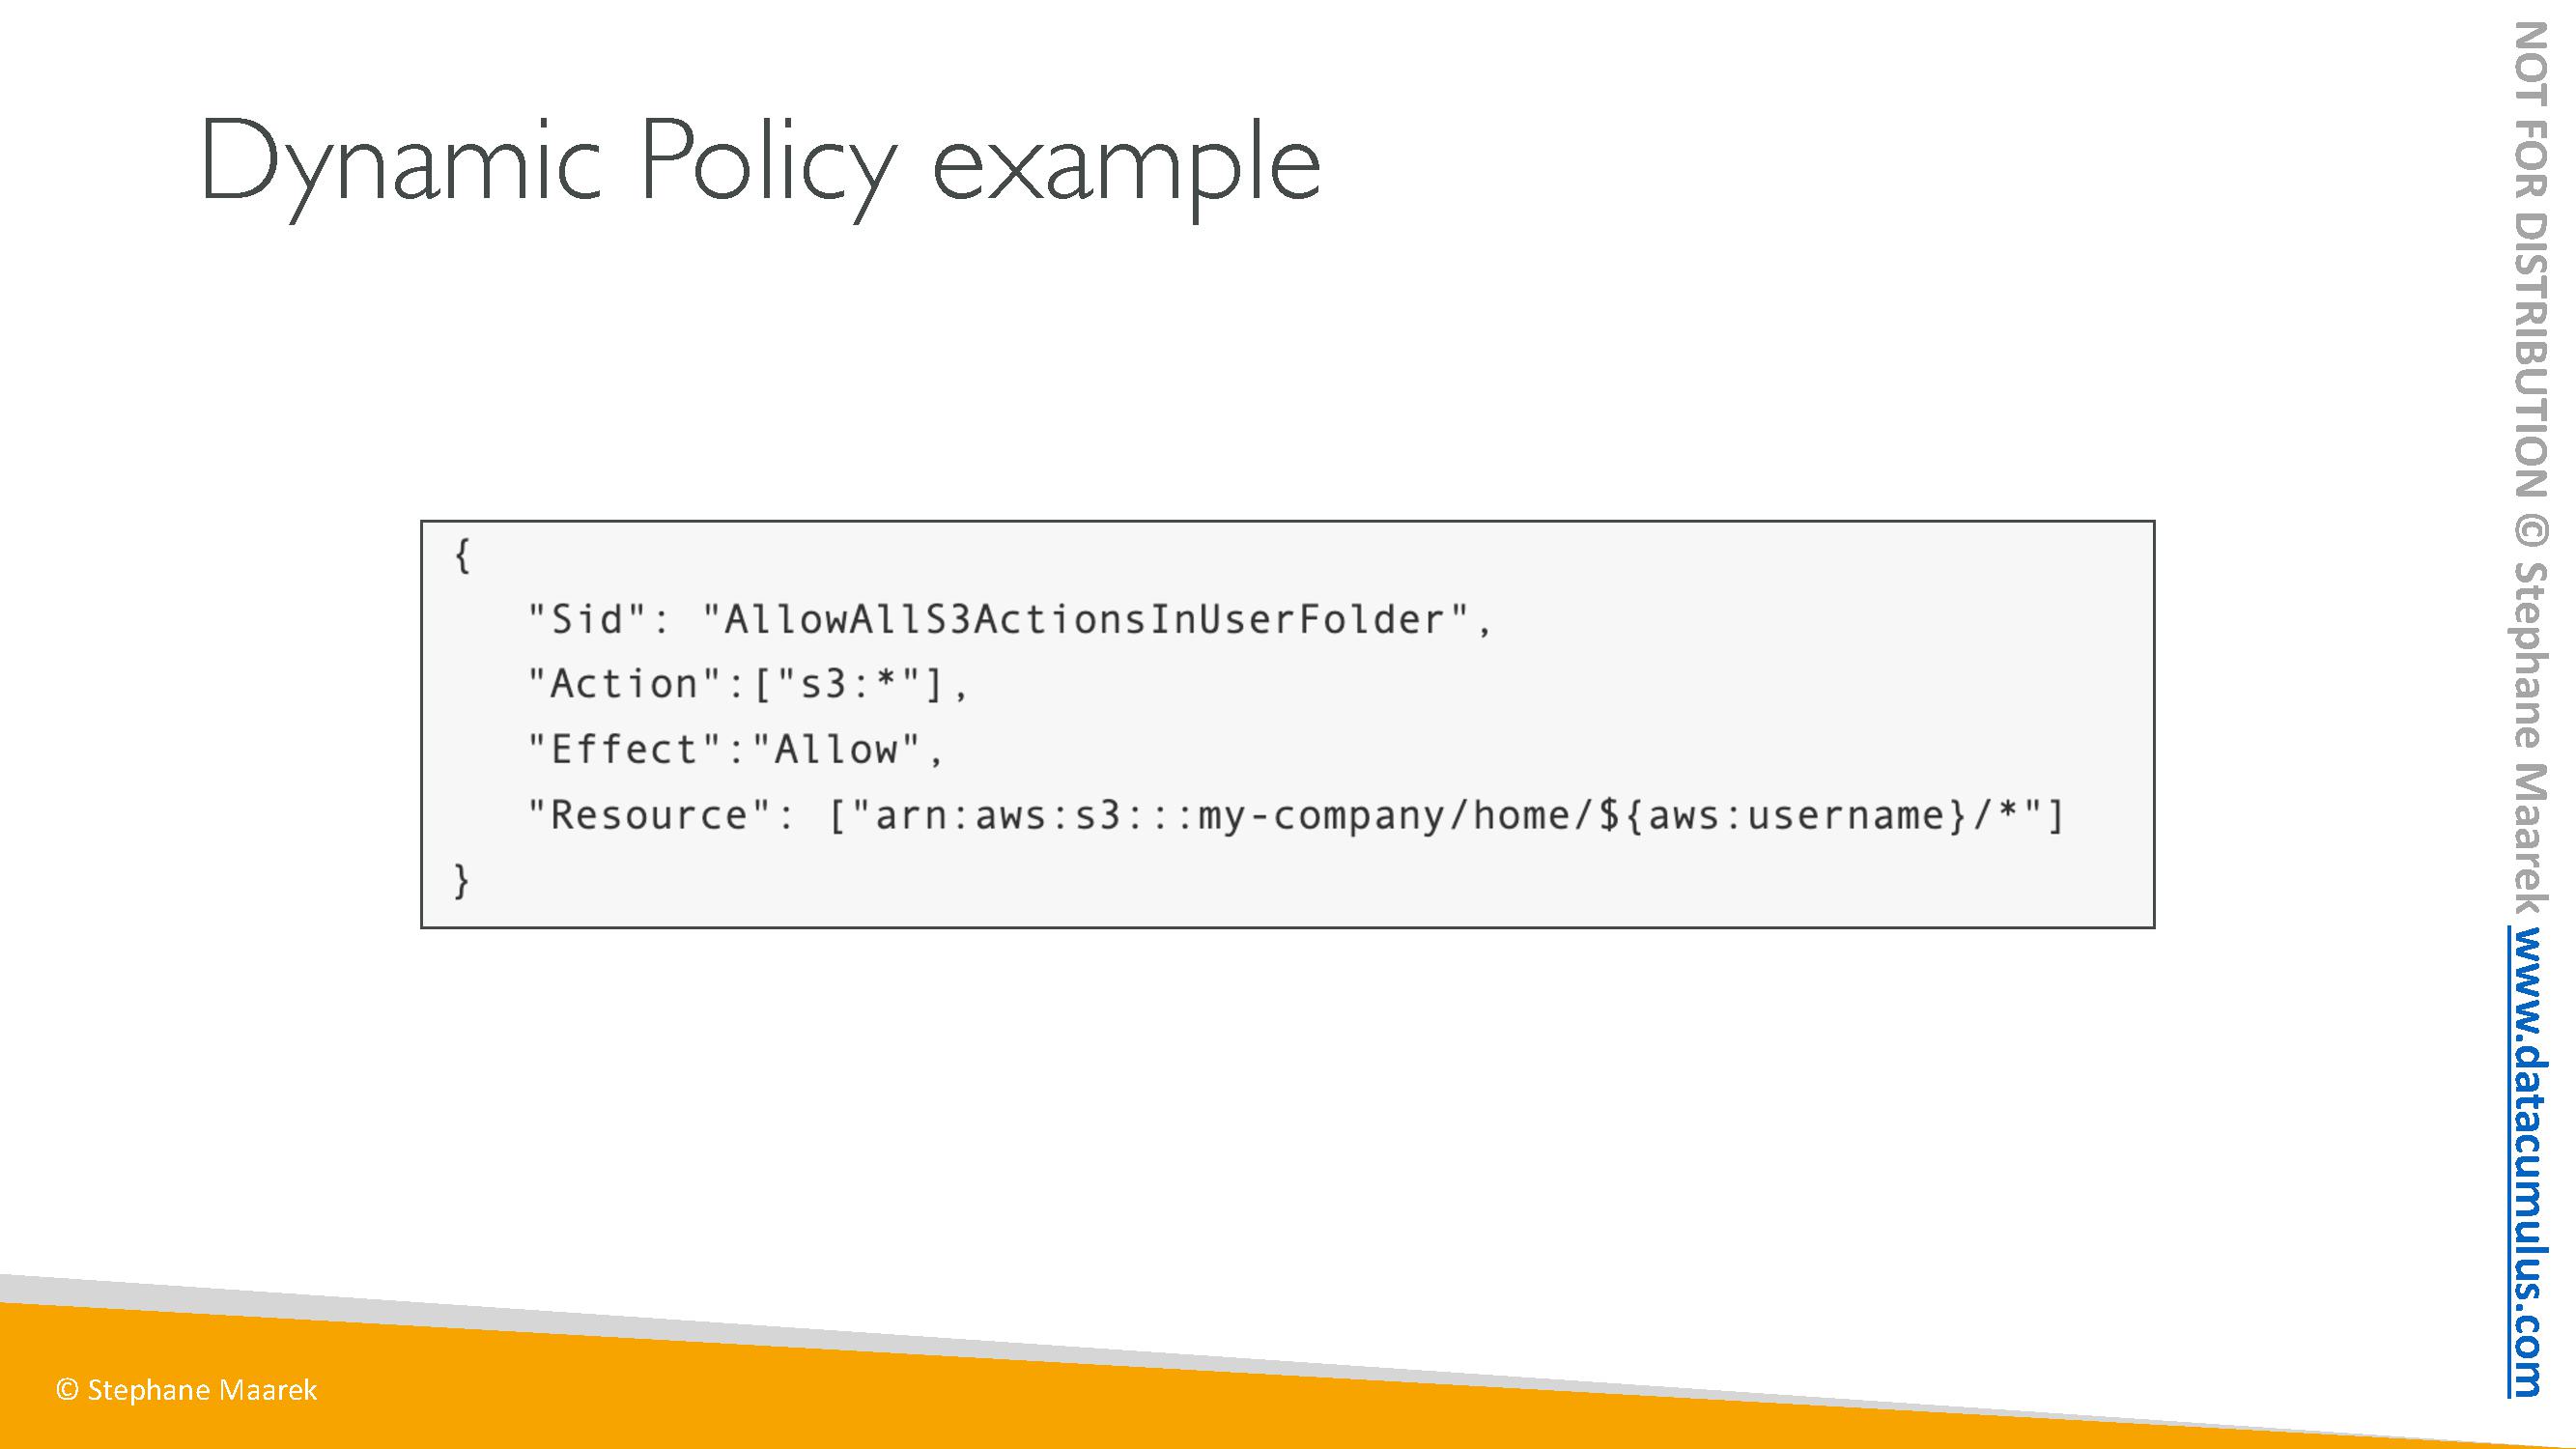 Dynamic Policy example
{
"Sid": "AllowAllS3ActionsInUserFolder",
"Action":["s3:*"],
"Effect":"Allow",
"Resource": ["arn:aws:s3:::my-company/home/${aws:username}/*"]
}
© Stephane Maarek
NOT FOR DISTRIBUTION © Stephane Maarek www.datacumulus.com